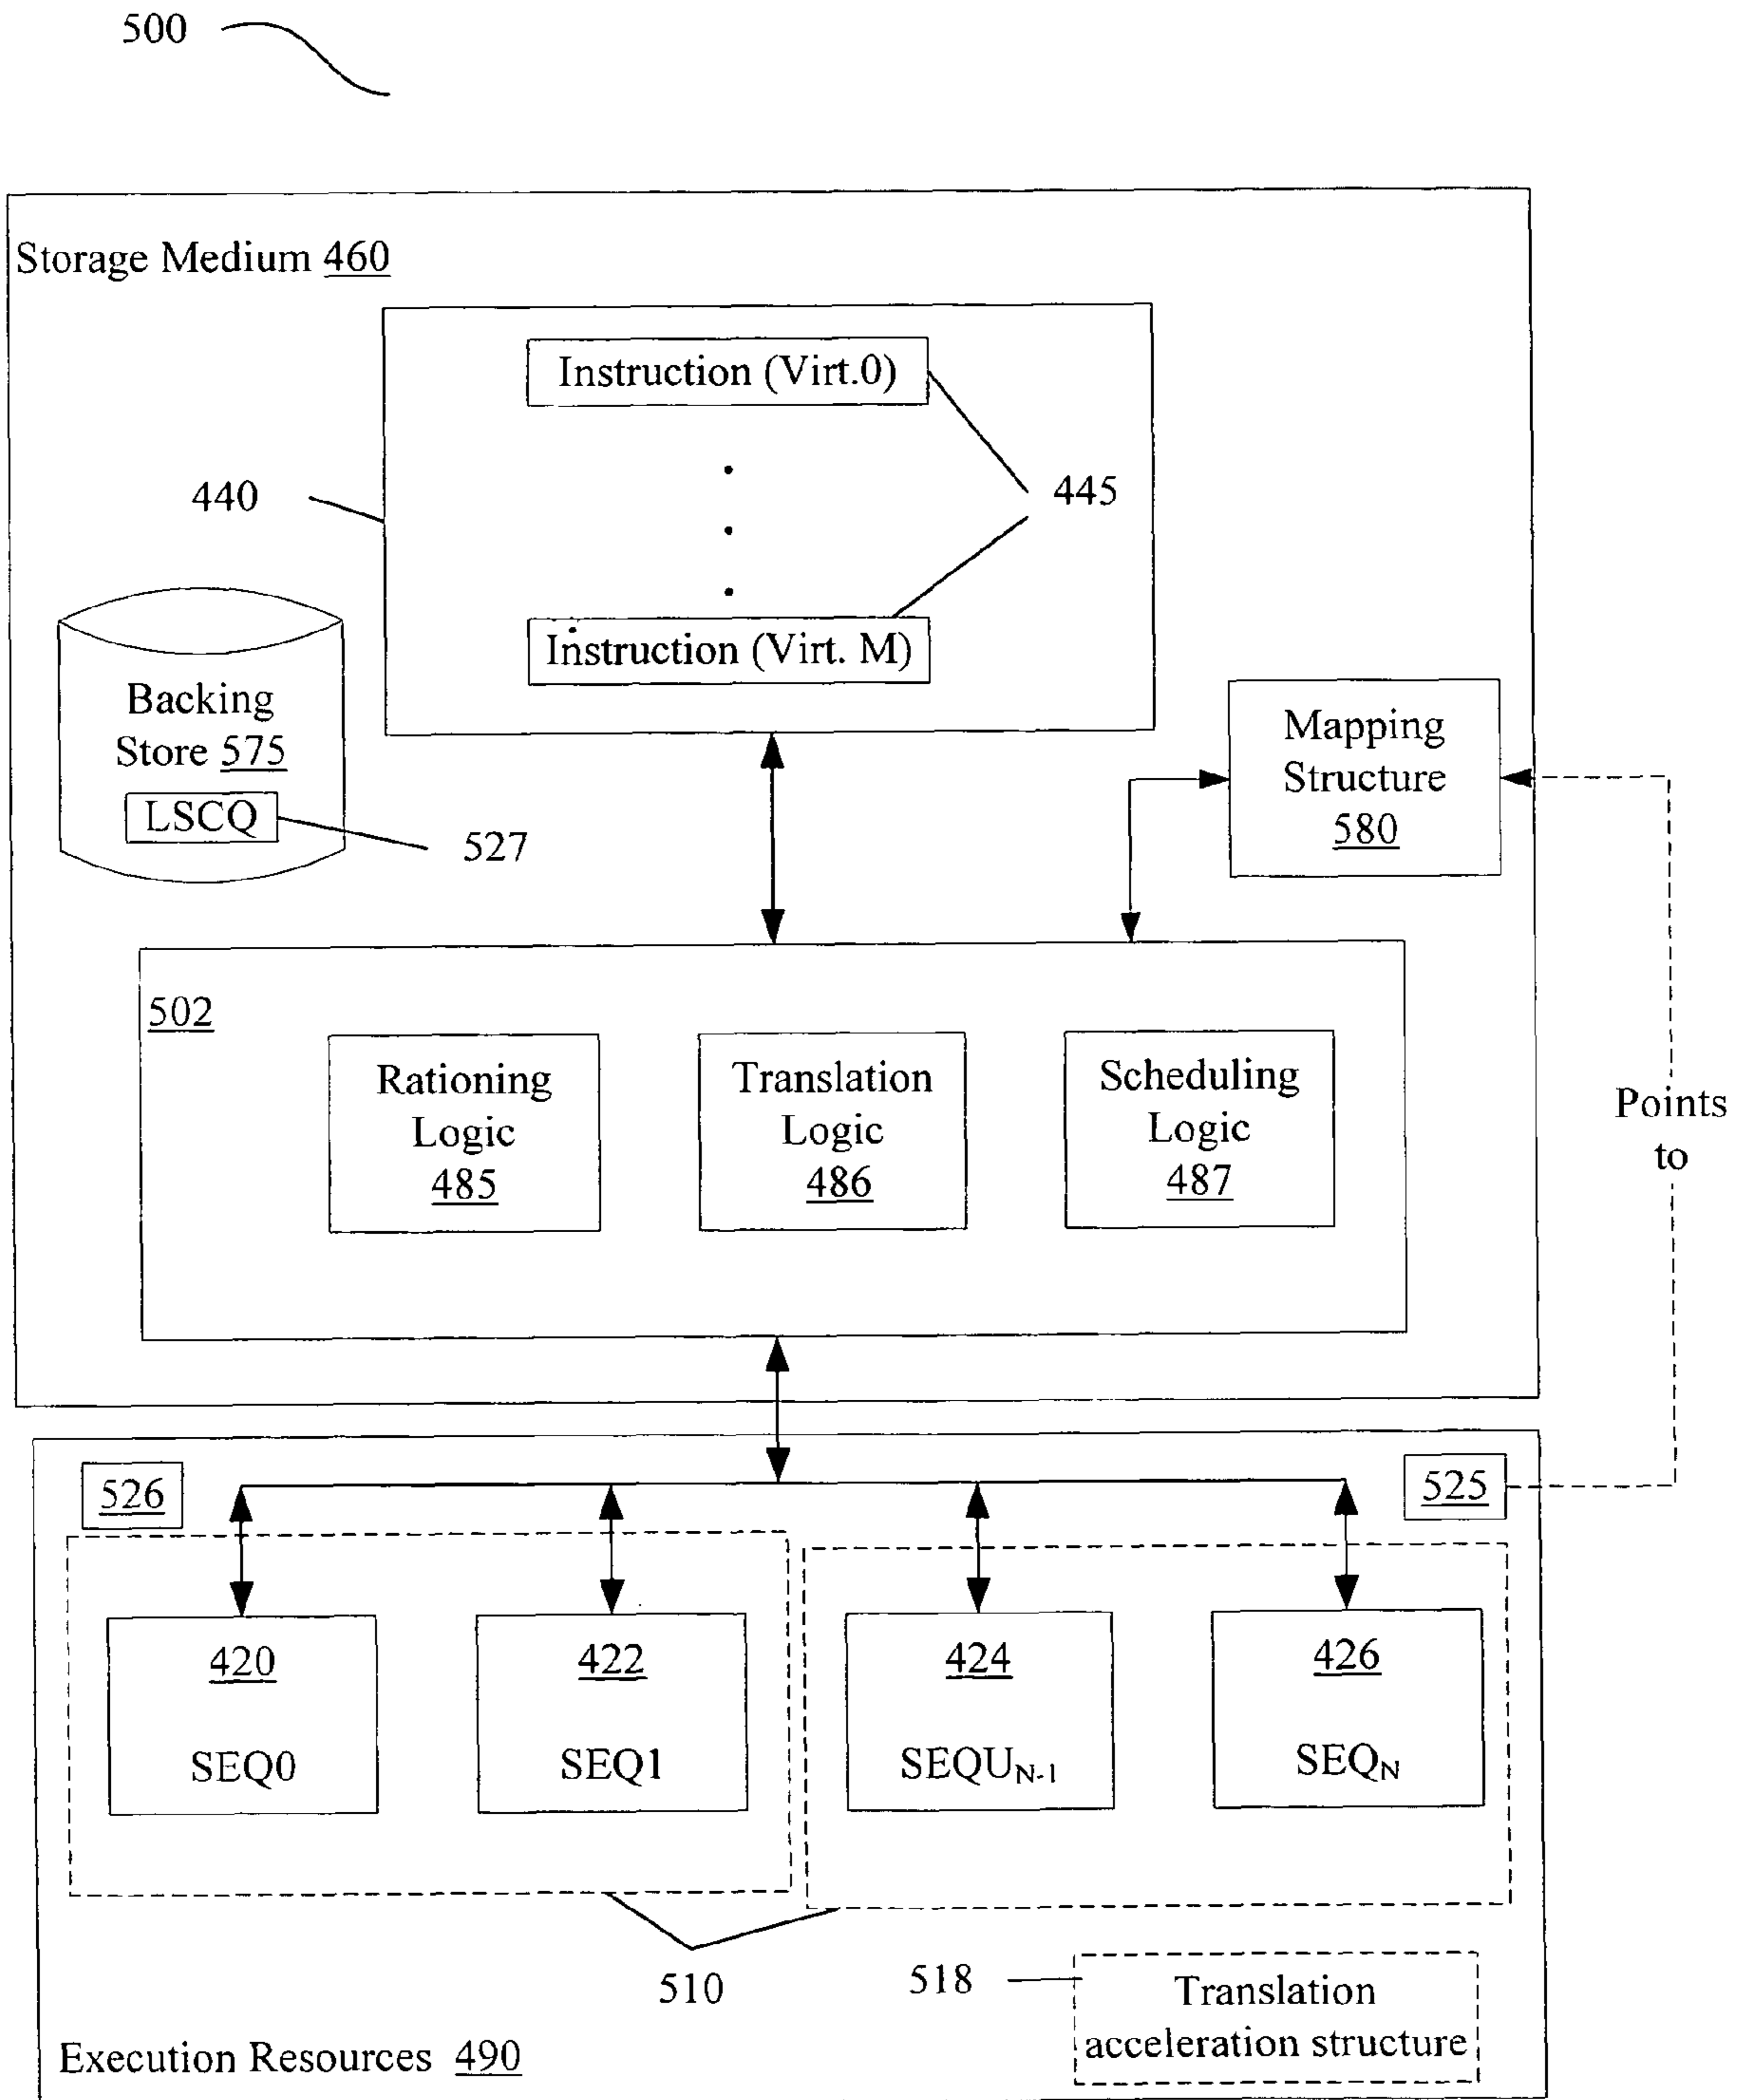 500
Storage Medium 460
Instruction (Virt.0)
440
445
Instruction (Virt. M)
Backing
Store 575
LSCQ
527
Mapping
Structure
580
502
Rationing
Logic
485
Translation
Logic
486
Scheduling
Logic
487
Points
to
526
525
420
SEQ0
422
SEQ1
424
SEQUN-1
426
SEQN
510
518
Translation
acceleration structure
Execution Resources 490